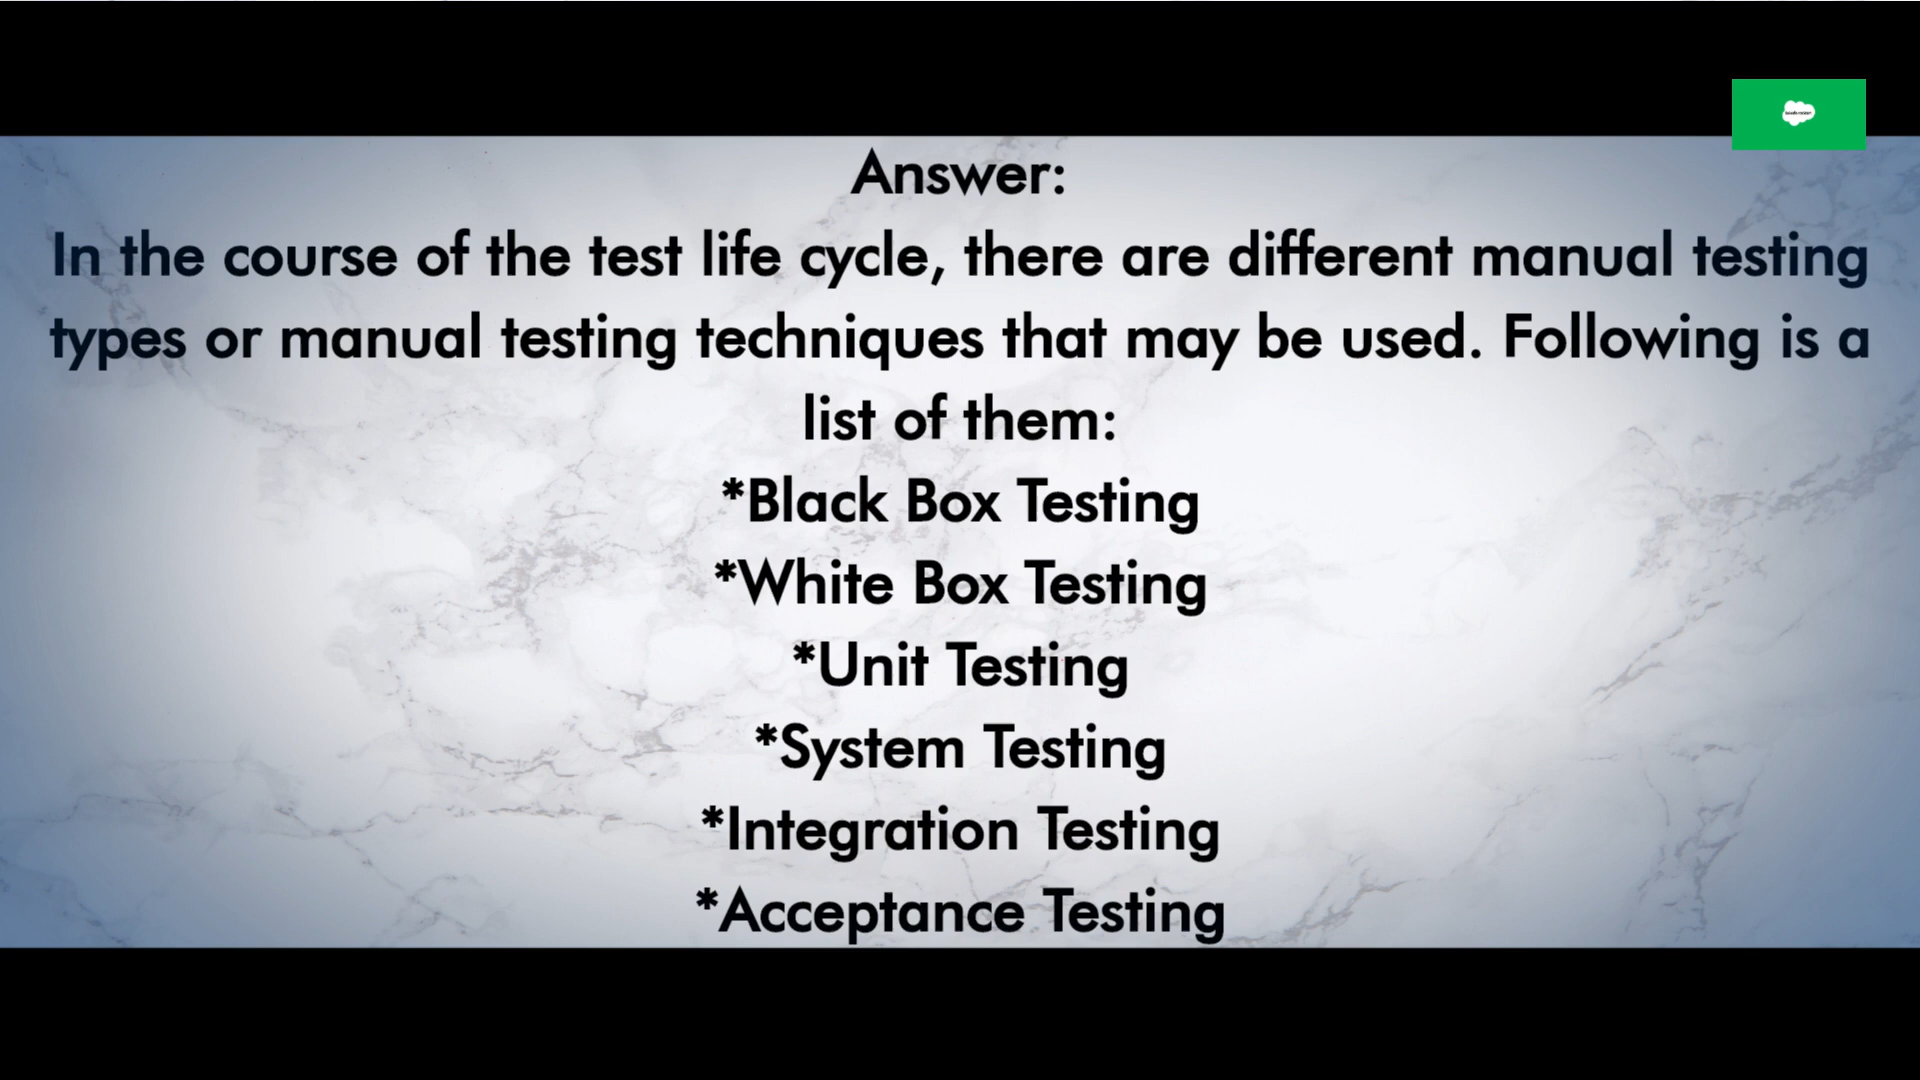 Answer:
In the course of the test life cycle, there are different manual testing
types or manual testing techniques that may be used. Following is a
list of them:
*Black Box Testing
*White Box Testing
*Unit Testing
*System Testing
*Integration Testing
*Acceptance Testing